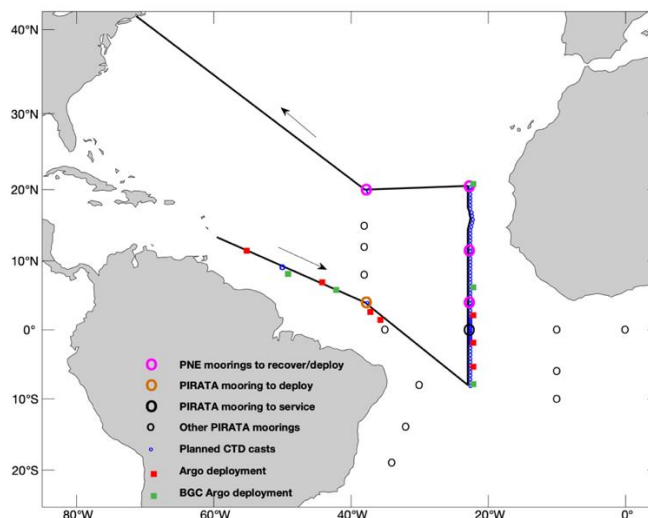 40°N
30°N
20°N
10°N
0°
10°S
20°S
PNE moorings to recover/deploy
PIRATA mooring to deploy
PIRATA mooring to service
Other PIRATA moorings
Planned CTD casts
Argo deployment
BGC Argo deployment
80°W 60°W 40°W 20°W 0°